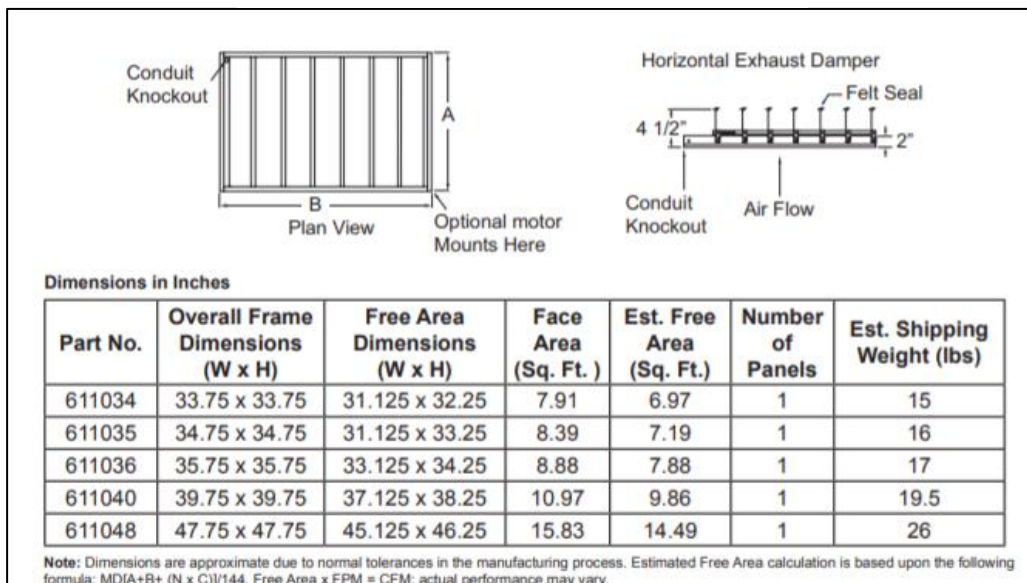 Conduit
Knockout
A
B
Plan View
Optional motor
Mounts Here
Horizontal Exhaust Damper
Felt Seal
4 1/2"
2"
Conduit
Knockout
Air Flow
Dimensions in Inches
Part No. Overall Frame Dimensions (W x H) Free Area Dimensions (W x H) Face Area (Sq. Ft. ) Est. Free Area (Sq. Ft.) Number of Panels Est. Shipping Weight (lbs)
611034 33.75 x 33.75 31.125 x 32.25 7.91 6.97 1 15
611035 34.75 x 34.75 31.125 x 33.25 8.39 7.19 1 16
611036 35.75 x 35.75 33.125 x 34.25 8.88 7.88 1 17
611040 39.75 x 39.75 37.125 x 38.25 10.97 9.86 1 19.5
611048 47.75 x 47.75 45.125 x 46.25 15.83 14.49 1 26
Note: Dimensions are approximate due to normal tolerances in the manufacturing process. Estimated Free Area calculation is based upon the following
formula: MD[A+B+ (N x C)]/144. Free Area x FPM = CFM; actual performance may vary.